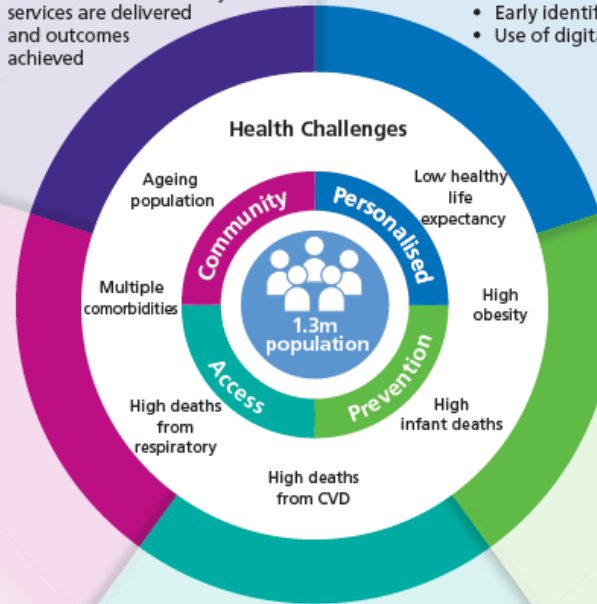 services are delivered
and outcomes
achieved
• Early identif
• Use of digita
Health Challenges
Ageing
population
Low healthy
life
expectancy
Community
Personalised
Multiple
comorbidities
High
obesity
1.3m
population
Access
Prevention
High deaths
from
respiratory
High
infant deaths
High deaths
from CVD